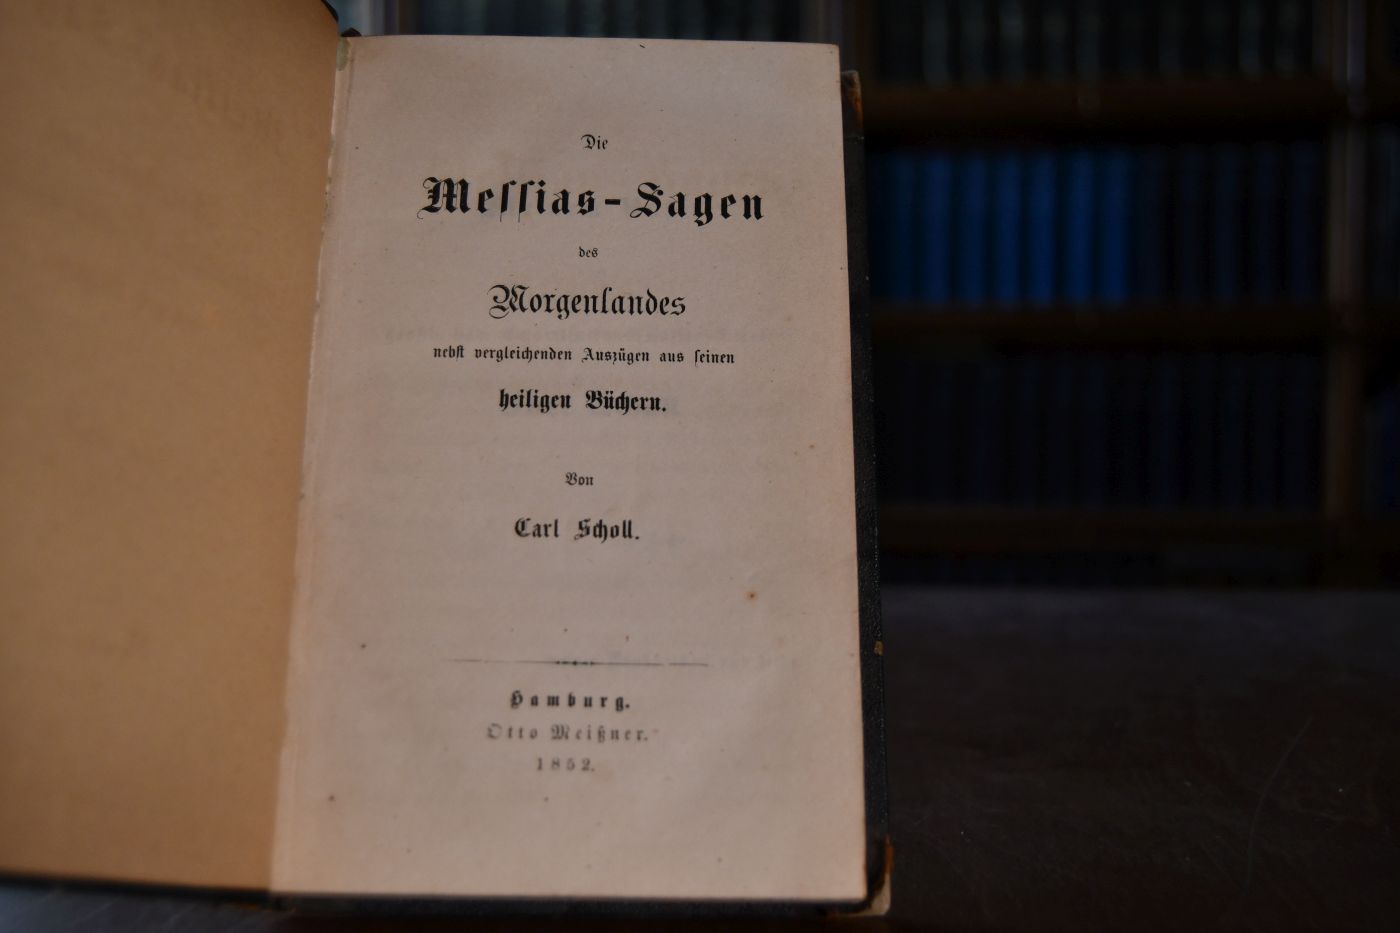 Die
Meſſias-Sagen
des
Morgenlandes
nebſt vergleichenden Auszügen aus ſeinen
heiligen Büchern.
Von
Carl Scholl.
Hamburg.
Otto Meißner.
1852.